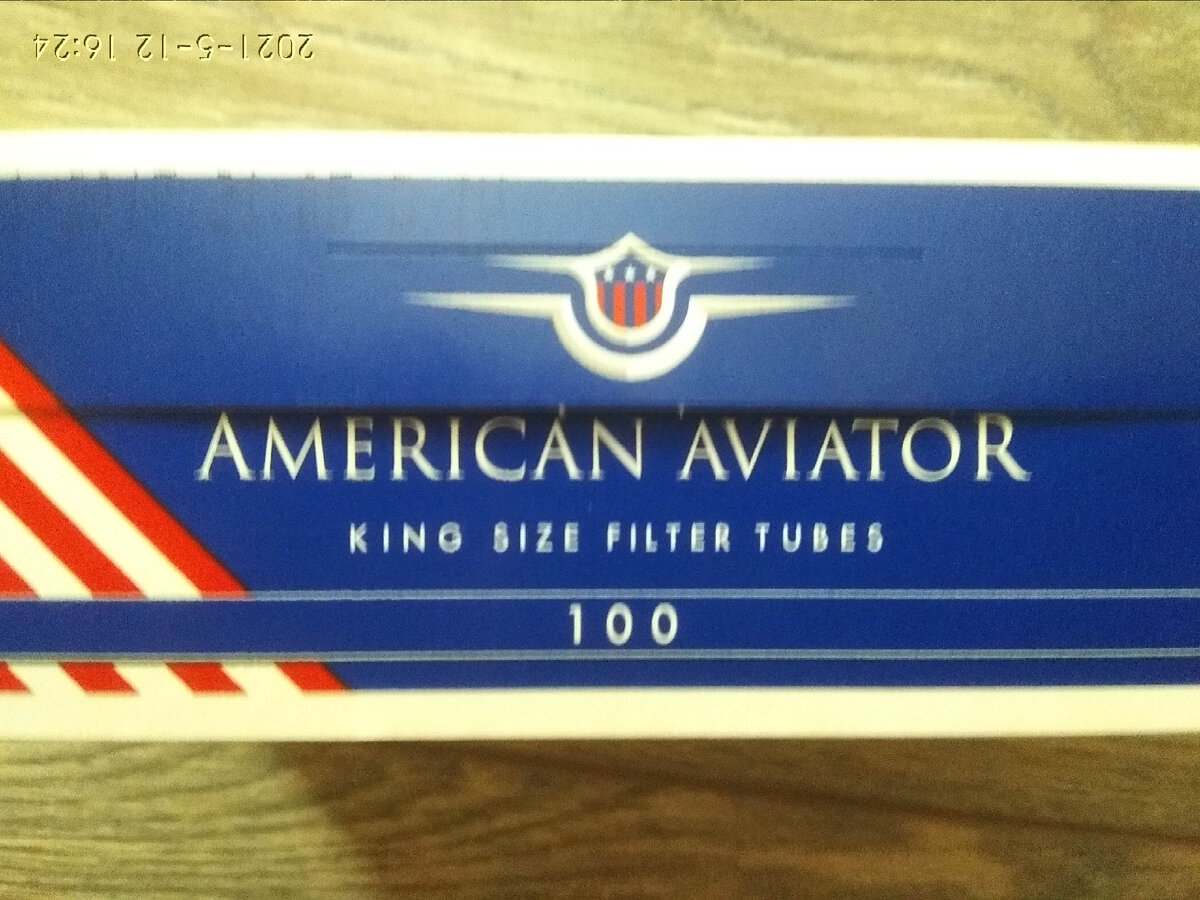 2021-5-12 16:24
AMERICAN AVIATOR
KING SIZE FILTER TUBES
100